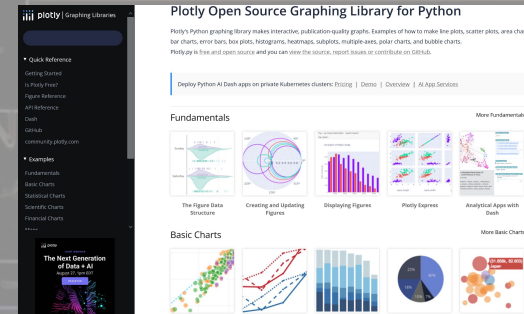 plotly | Graphing Libraries
▼ Quick Reference
Getting Started
Is Plotly Free?
Figure Reference
API Reference
Dash
GitHub
community.plotly.com
▼ Examples
Fundamentals
Basic Charts
Statistical Charts
Scientific Charts
Financial Charts
plotly
The Next Generation
of Data + AI
August 27, 1pm EDT
Plotly Open Source Graphing Library for Python
Plotly's Python graphing library makes interactive, publication-quality graphs. Examples of how to make line plots, scatter plots, area char
bar charts, error bars, box plots, histograms, heatmaps, subplots, multiple-axes, polar charts, and bubble charts.
Plotly.py is free and open source and you can view the source, report issues or contribute on GitHub.
Deploy Python AI Dash apps on private Kubernetes clusters: Pricing | Demo | Overview | AI App Services
Fundamentals
More Fundamentals
The Figure Data
Structure
Creating and Updating
Figures
Displaying Figures
Plotly Express
Analytical Apps with
Dash
Basic Charts
More Basic Charts